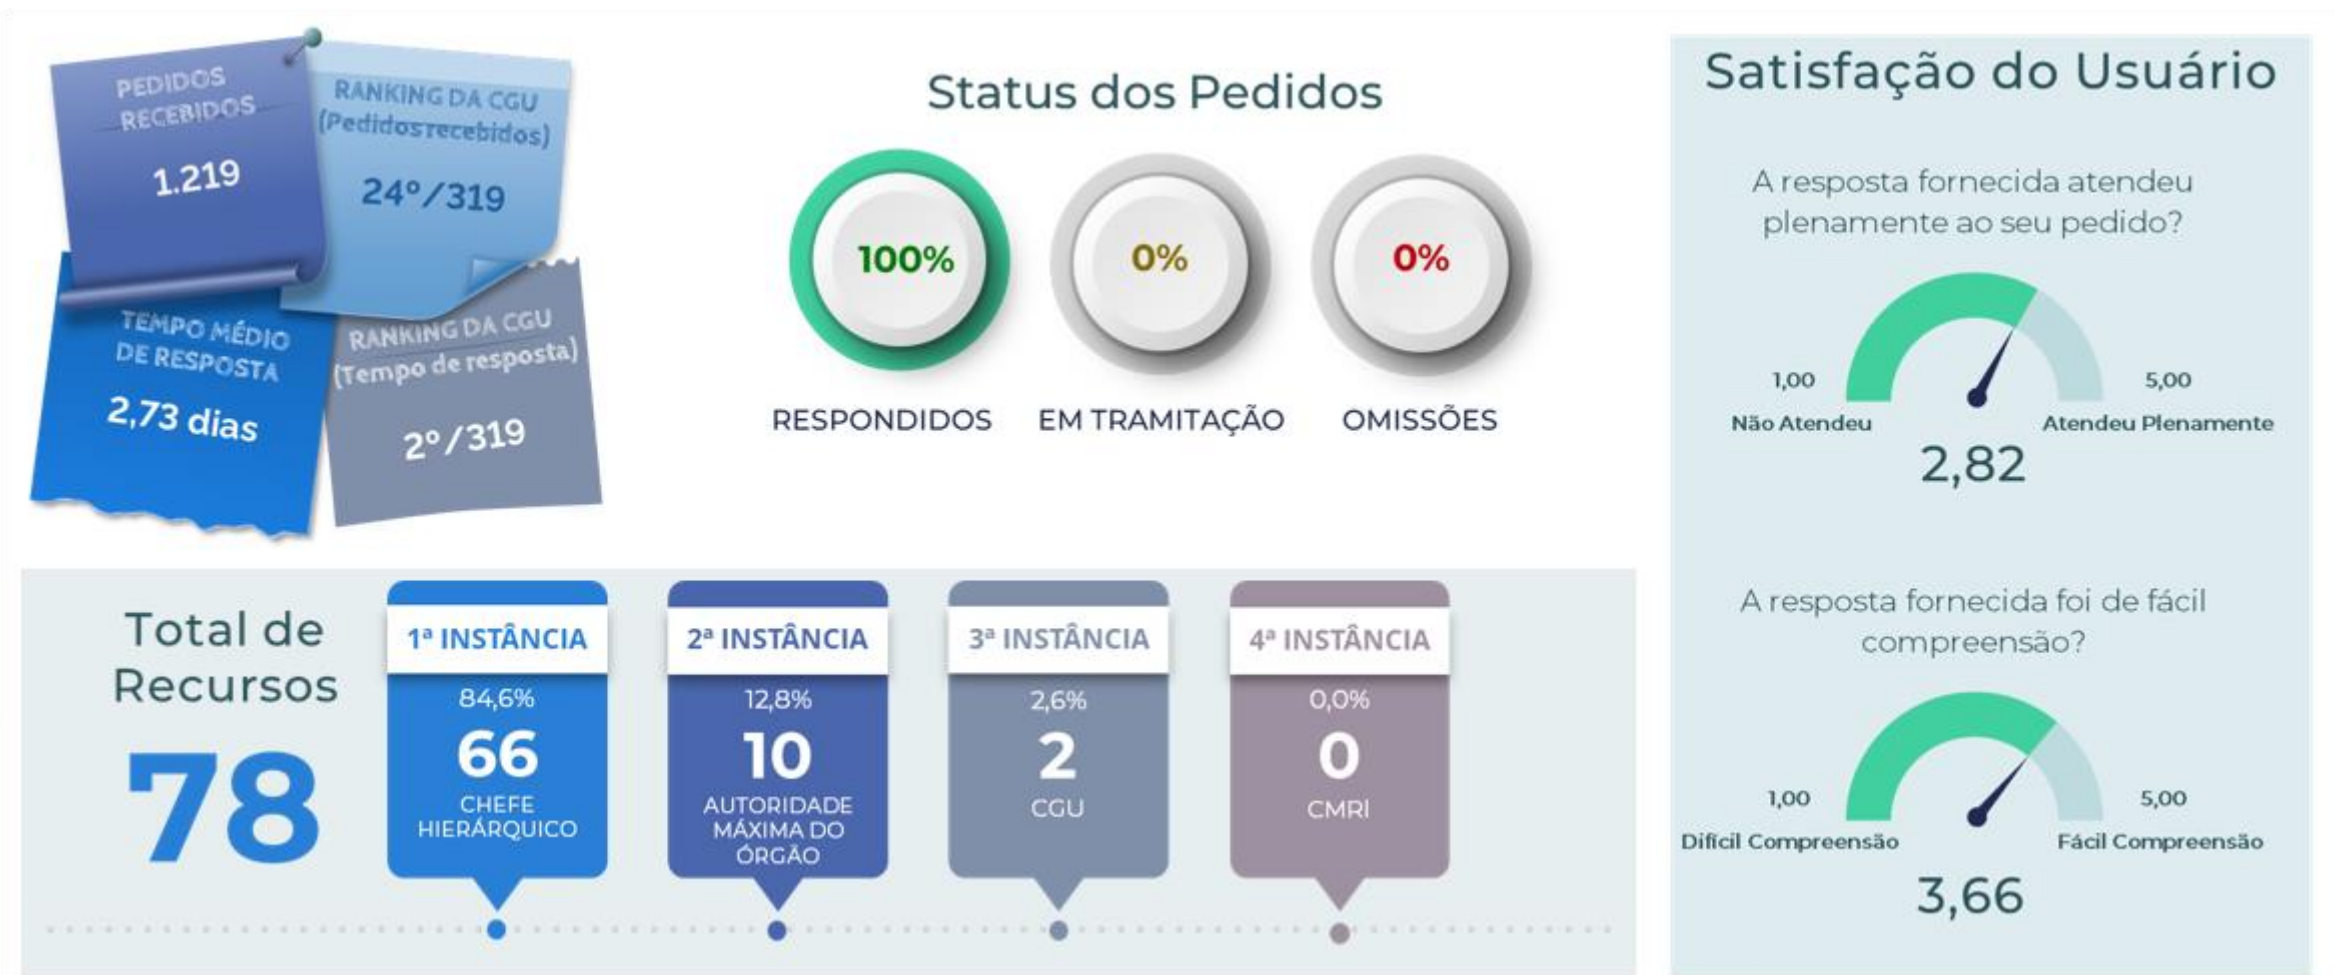 PEDIDOS
RECEBIDOS
1.219
RANKING DA CGU
(Pedidos recebidos)
24º/319
TEMPO MÉDIO
DE RESPOSTA
2,73 dias
RANKING DA CGU
(Tempo de resposta)
2º/319
Status dos Pedidos
100%
0%
0%
RESPONDIDOS
EM TRAMITAÇÃO
OMISSÕES
Total de
Recursos
78
1ª INSTÂNCIA
84,6%
66
CHEFE
HIERÁRQUICO
2ª INSTÂNCIA
12,8%
10
AUTORIDADE
MÁXIMA DO
ÓRGÃO
3ª INSTÂNCIA
2,6%
2
CGU
4ª INSTÂNCIA
0,0%
0
CMRI
Satisfação do Usuário
A resposta fornecida atendeu
plenamente ao seu pedido?
1,00
5,00
Não Atendeu
Atendeu Plenamente
2,82
A resposta fornecida foi de fácil
compreensão?
1,00
5,00
Difícil Compreensão
Fácil Compreensão
3,66